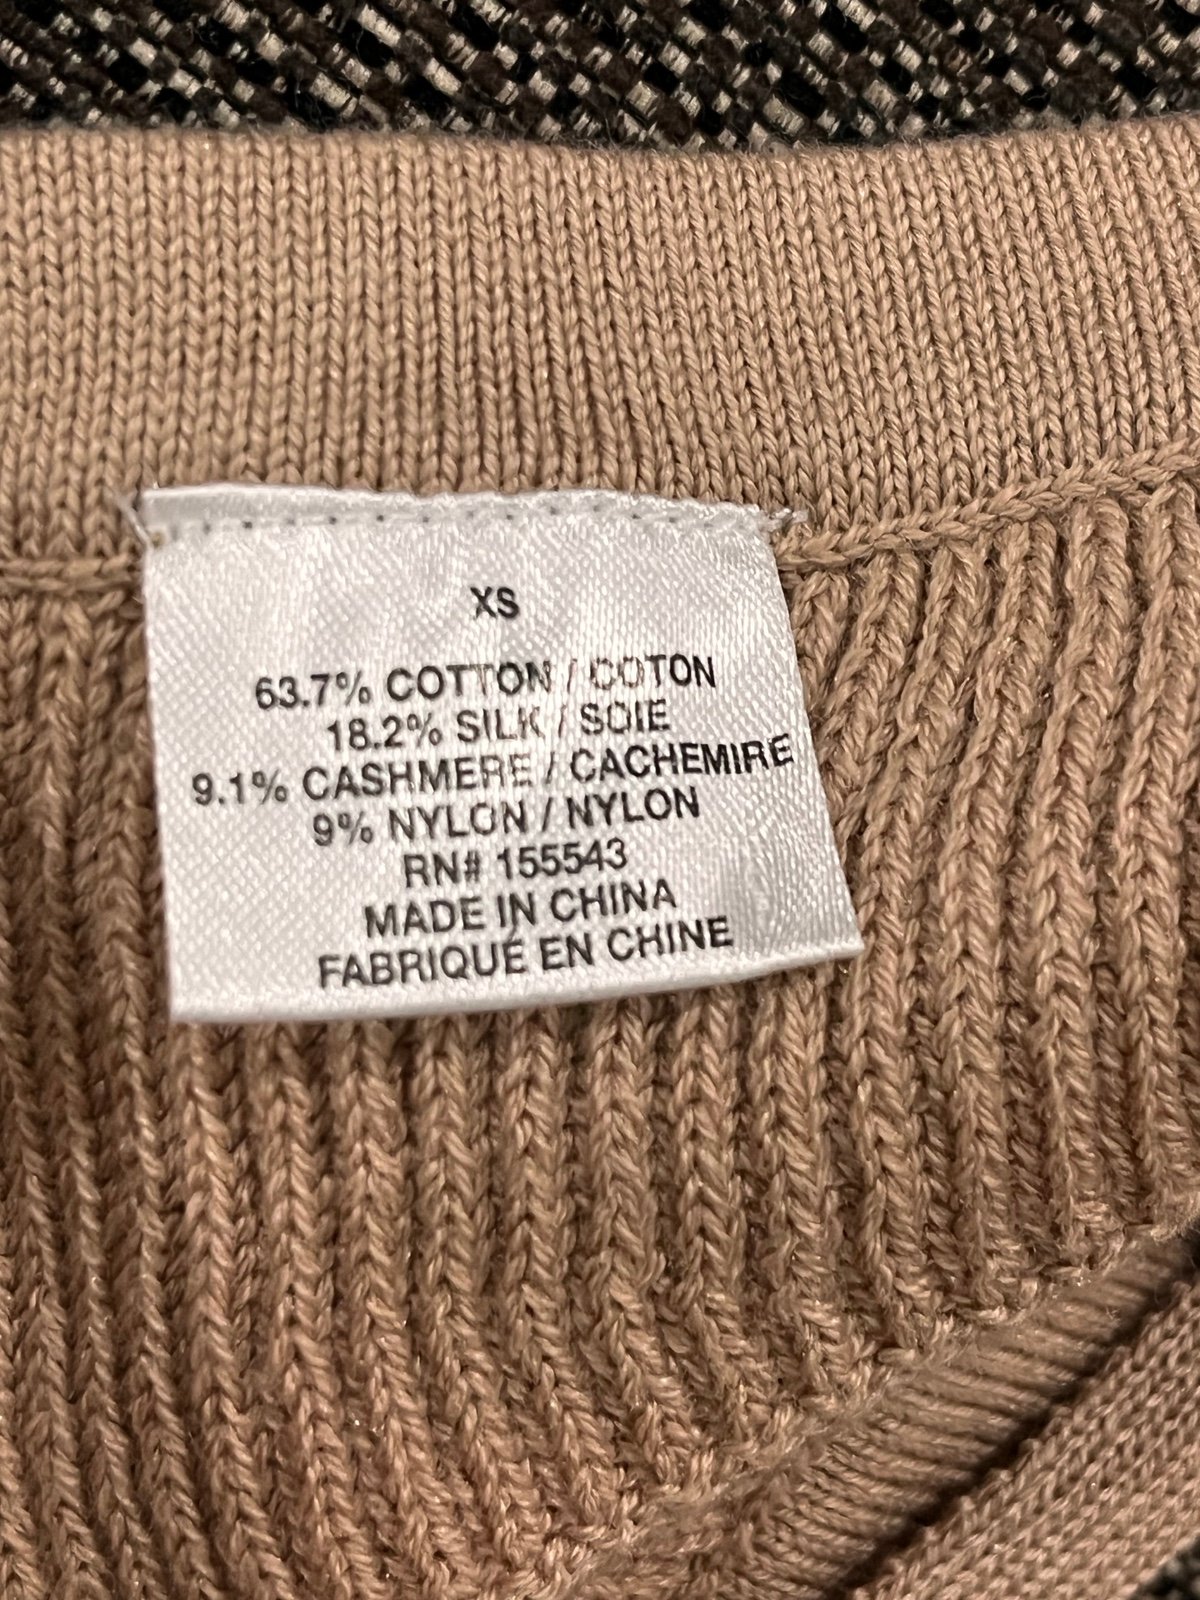 XS
63.7% COTTON / COTON
18.2% SILK / SOIE
9.1% CASHMERE / CACHEMIRE
9% NYLON / NYLON
RN# 155543
MADE IN CHINA
FABRIQUÉ EN CHINE